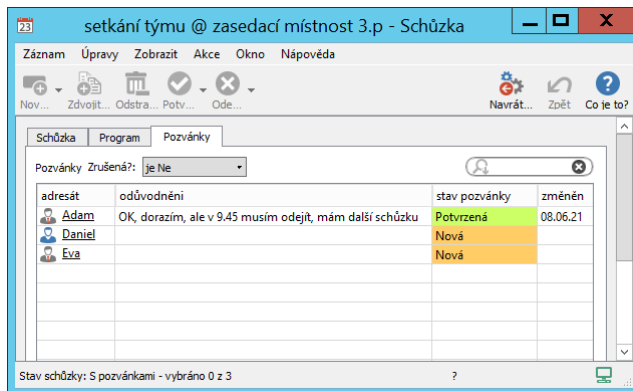 23 setkání týmu @ zasedací místnost 3.p - Schůzka
Záznam Úpravy Zobrazit Akce Okno Nápověda
Nov... Zdvojit... Odstra... Potv... Ode... Navrát... Zpět Co je to?
Schůzka Program Pozvánky
Pozvánky Zrušená?: je Ne
adresát odůvodněni stav pozvánky změněn
Adam OK, dorazím, ale v 9.45 musím odejít, mám další schůzku Potvrzená 08.06.21
Daniel Nová
Eva Nová
Stav schůzky: S pozvánkami - vybráno 0 z 3 ?